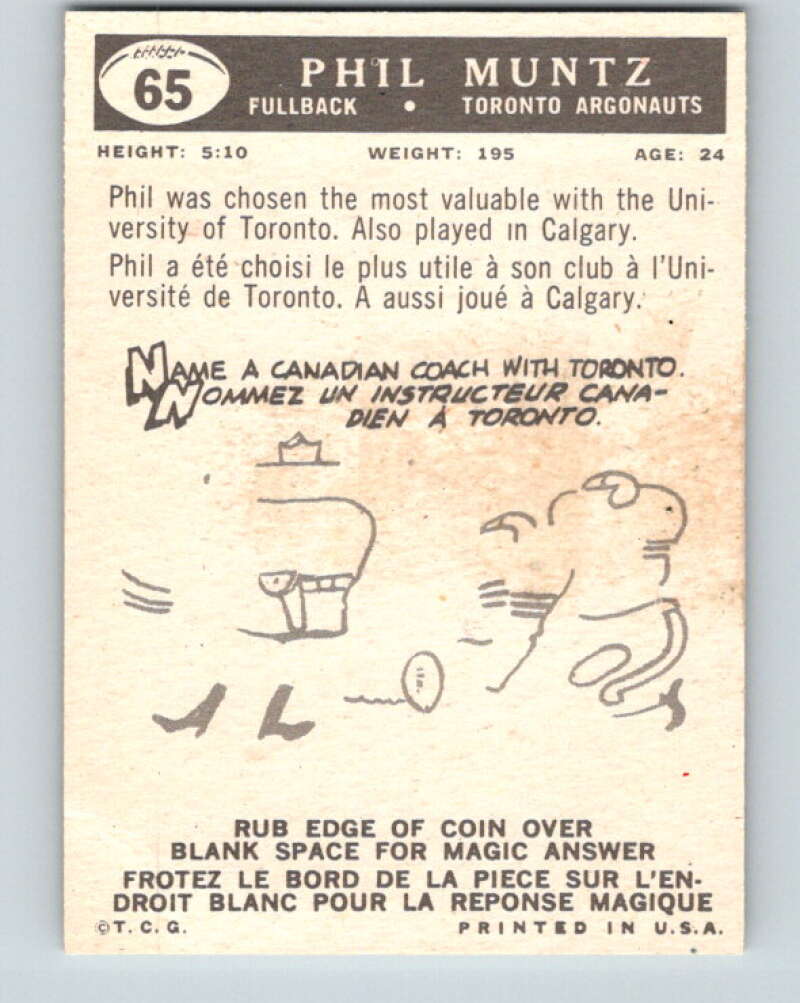 65
PHIL MUNTZ
FULLBACK • TORONTO ARGONAUTS
HEIGHT: 5:10 WEIGHT: 195 AGE: 24
Phil was chosen the most valuable with the Uni-
versity of Toronto. Also played in Calgary.
Phil a été choisi le plus utile à son club à l'Uni-
versité de Toronto. A aussi joué à Calgary.
NAME A CANADIAN COACH WITH TORONTO.
NOMMEZ UN INSTRUCTEUR CANA-
DIEN A TORONTO.
RUB EDGE OF COIN OVER
BLANK SPACE FOR MAGIC ANSWER
FROTEZ LE BORD DE LA PIECE SUR L'EN-
DROIT BLANC POUR LA REPONSE MAGIQUE
©T.C.G. PRINTED IN U.S.A.